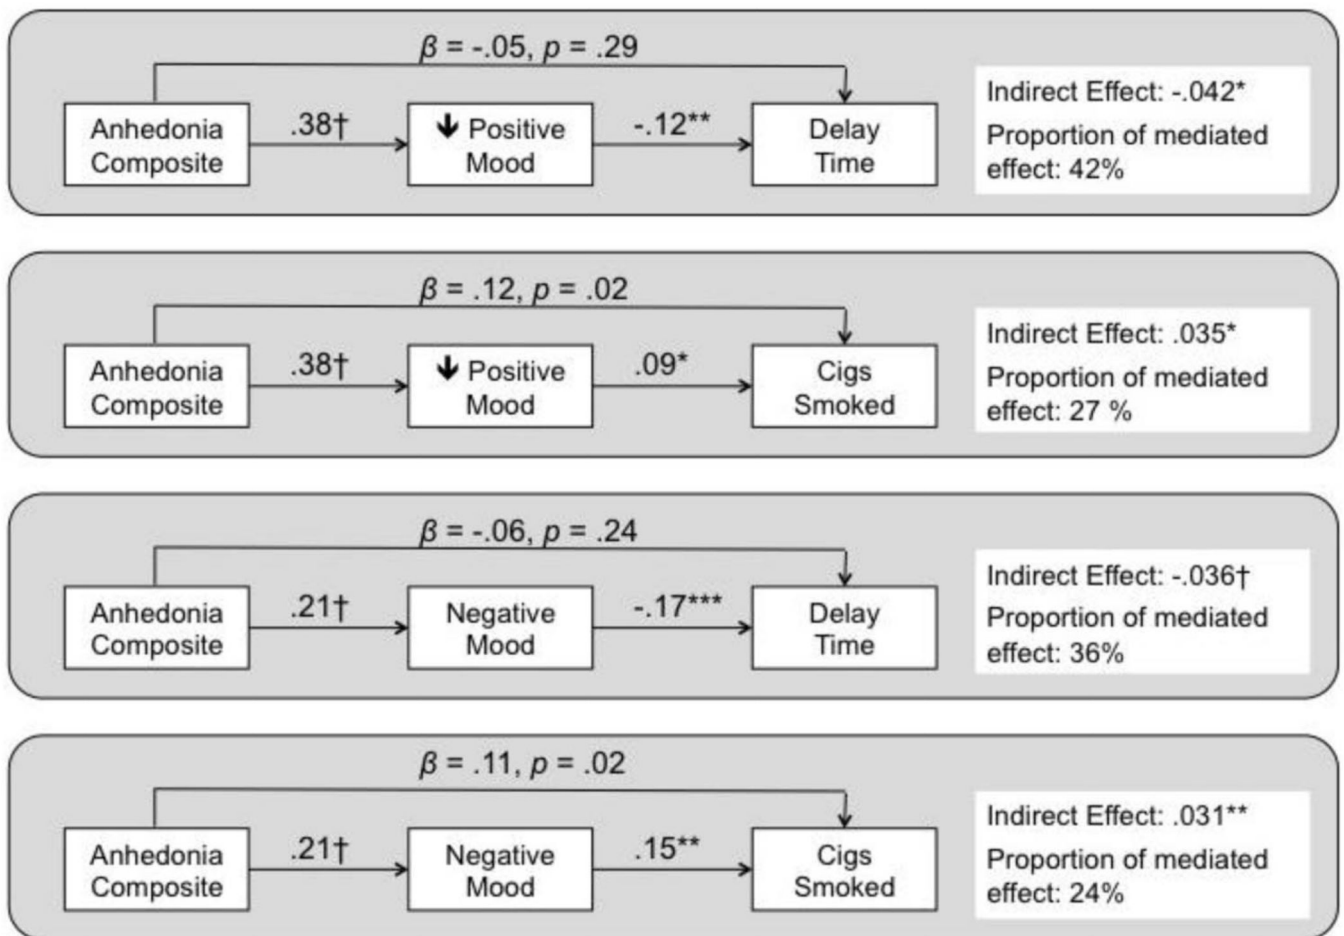 β = -.05, p = .29
Anhedonia
Composite
.38†
🡻 Positive
Mood
-.12**
Delay
Time
Indirect Effect: -.042*
Proportion of mediated
effect: 42%
β = .12, p = .02
Anhedonia
Composite
.38†
🡻 Positive
Mood
.09*
Cigs
Smoked
Indirect Effect: .035*
Proportion of mediated
effect: 27 %
β = -.06, p = .24
Anhedonia
Composite
.21†
Negative
Mood
-.17***
Delay
Time
Indirect Effect: -.036†
Proportion of mediated
effect: 36%
β = .11, p = .02
Anhedonia
Composite
.21†
Negative
Mood
.15**
Cigs
Smoked
Indirect Effect: .031**
Proportion of mediated
effect: 24%